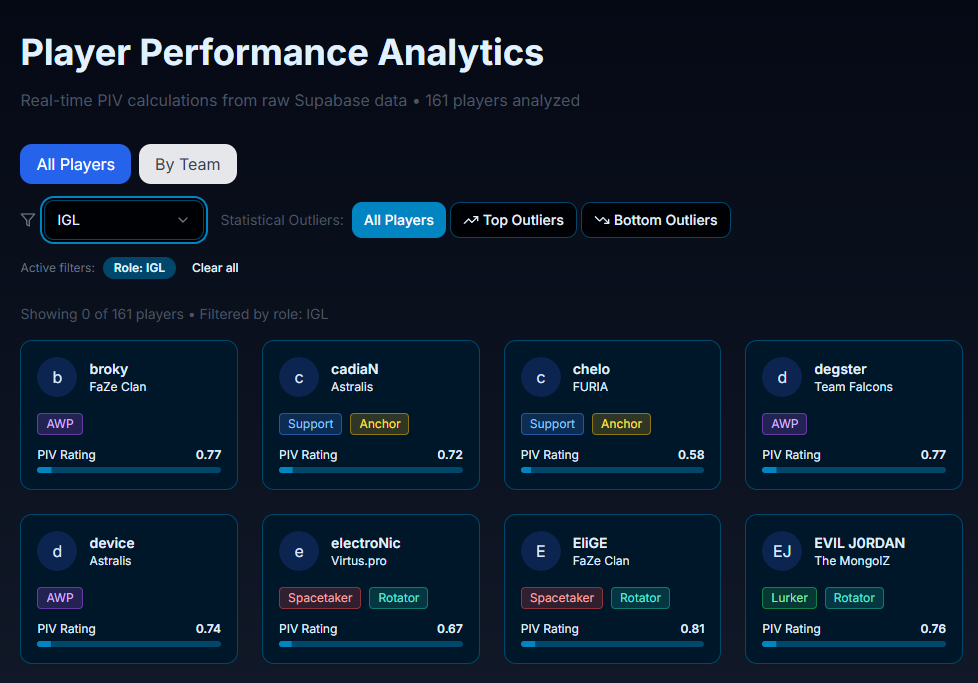 Player Performance Analytics
Real-time PIV calculations from raw Supabase data • 161 players analyzed
All Players By Team
IGL Statistical Outliers: All Players Top Outliers Bottom Outliers
Active filters: Role: IGL Clear all
Showing 0 of 161 players • Filtered by role: IGL
b broky FaZe Clan
AWP
PIV Rating 0.77
c cadiaN Astralis
Support Anchor
PIV Rating 0.72
c chelo FURIA
Support Anchor
PIV Rating 0.58
d degster Team Falcons
AWP
PIV Rating 0.77
d device Astralis
AWP
PIV Rating 0.74
e electroNic Virtus.pro
Spacetaker Rotator
PIV Rating 0.67
E EliGE FaZe Clan
Spacetaker Rotator
PIV Rating 0.81
EJ EVIL J0RDAN The MongolZ
Lurker Rotator
PIV Rating 0.76